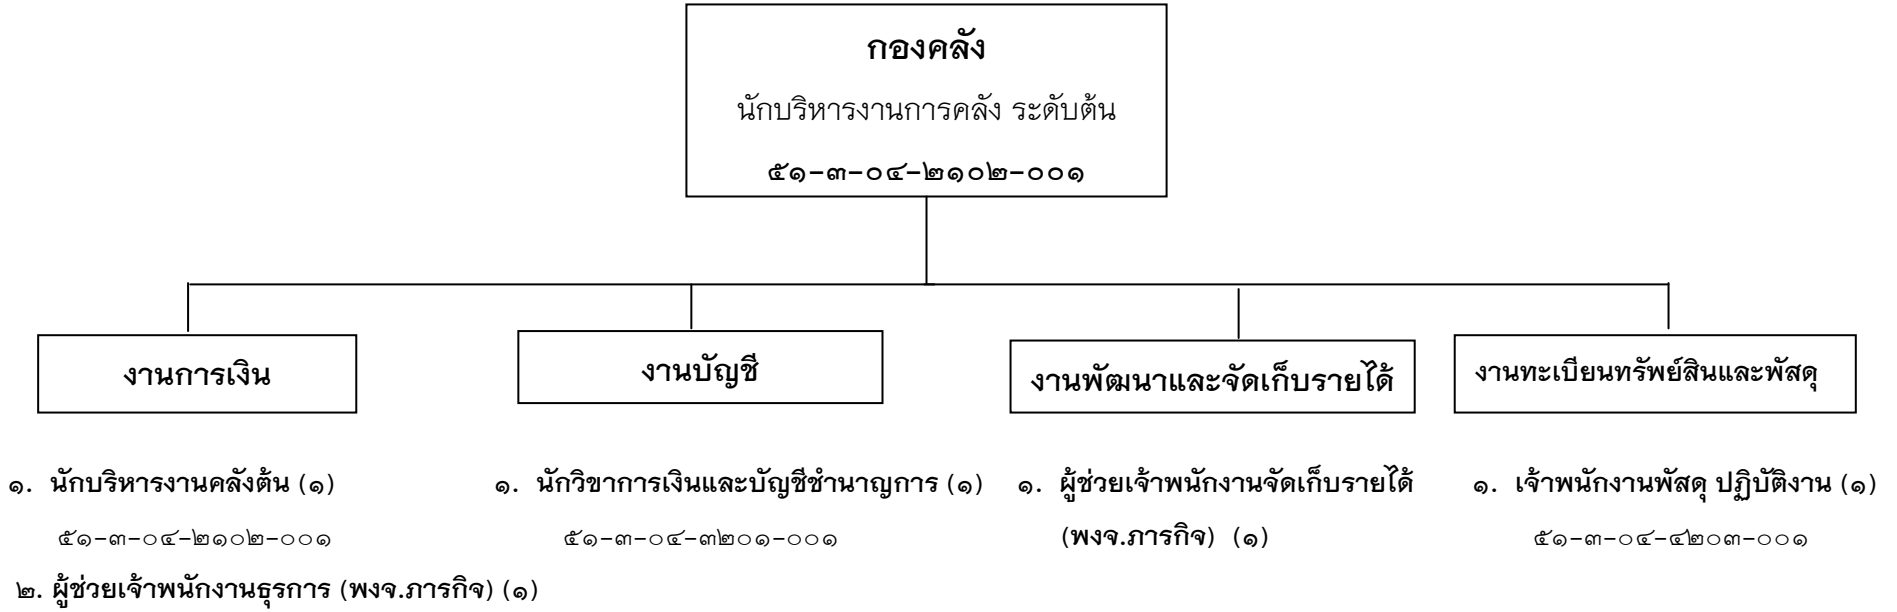 กองคลัง
นักบริหารงานการคลัง ระดับต้น
๕๑-๓-๐๔-๒๑๐๒-๐๐๑
งานการเงิน
งานบัญชี
งานพัฒนาและจัดเก็บรายได้
งานทะเบียนทรัพย์สินและพัสดุ
๑. นักบริหารงานคลังต้น (๑)
๕๑-๓-๐๔-๒๑๐๒-๐๐๑
๒. ผู้ช่วยเจ้าพนักงานธุรการ (พงจ.ภารกิจ) (๑)
๑. นักวิขาการเงินและบัญชีชำนาญการ (๑)
๕๑-๓-๐๔-๓๒๐๑-๐๐๑
๑. ผู้ช่วยเจ้าพนักงานจัดเก็บรายได้
(พงจ.ภารกิจ) (๑)
๑. เจ้าพนักงานพัสดุ ปฏิบัติงาน (๑)
๕๑-๓-๐๔-๔๒๐๓-๐๐๑